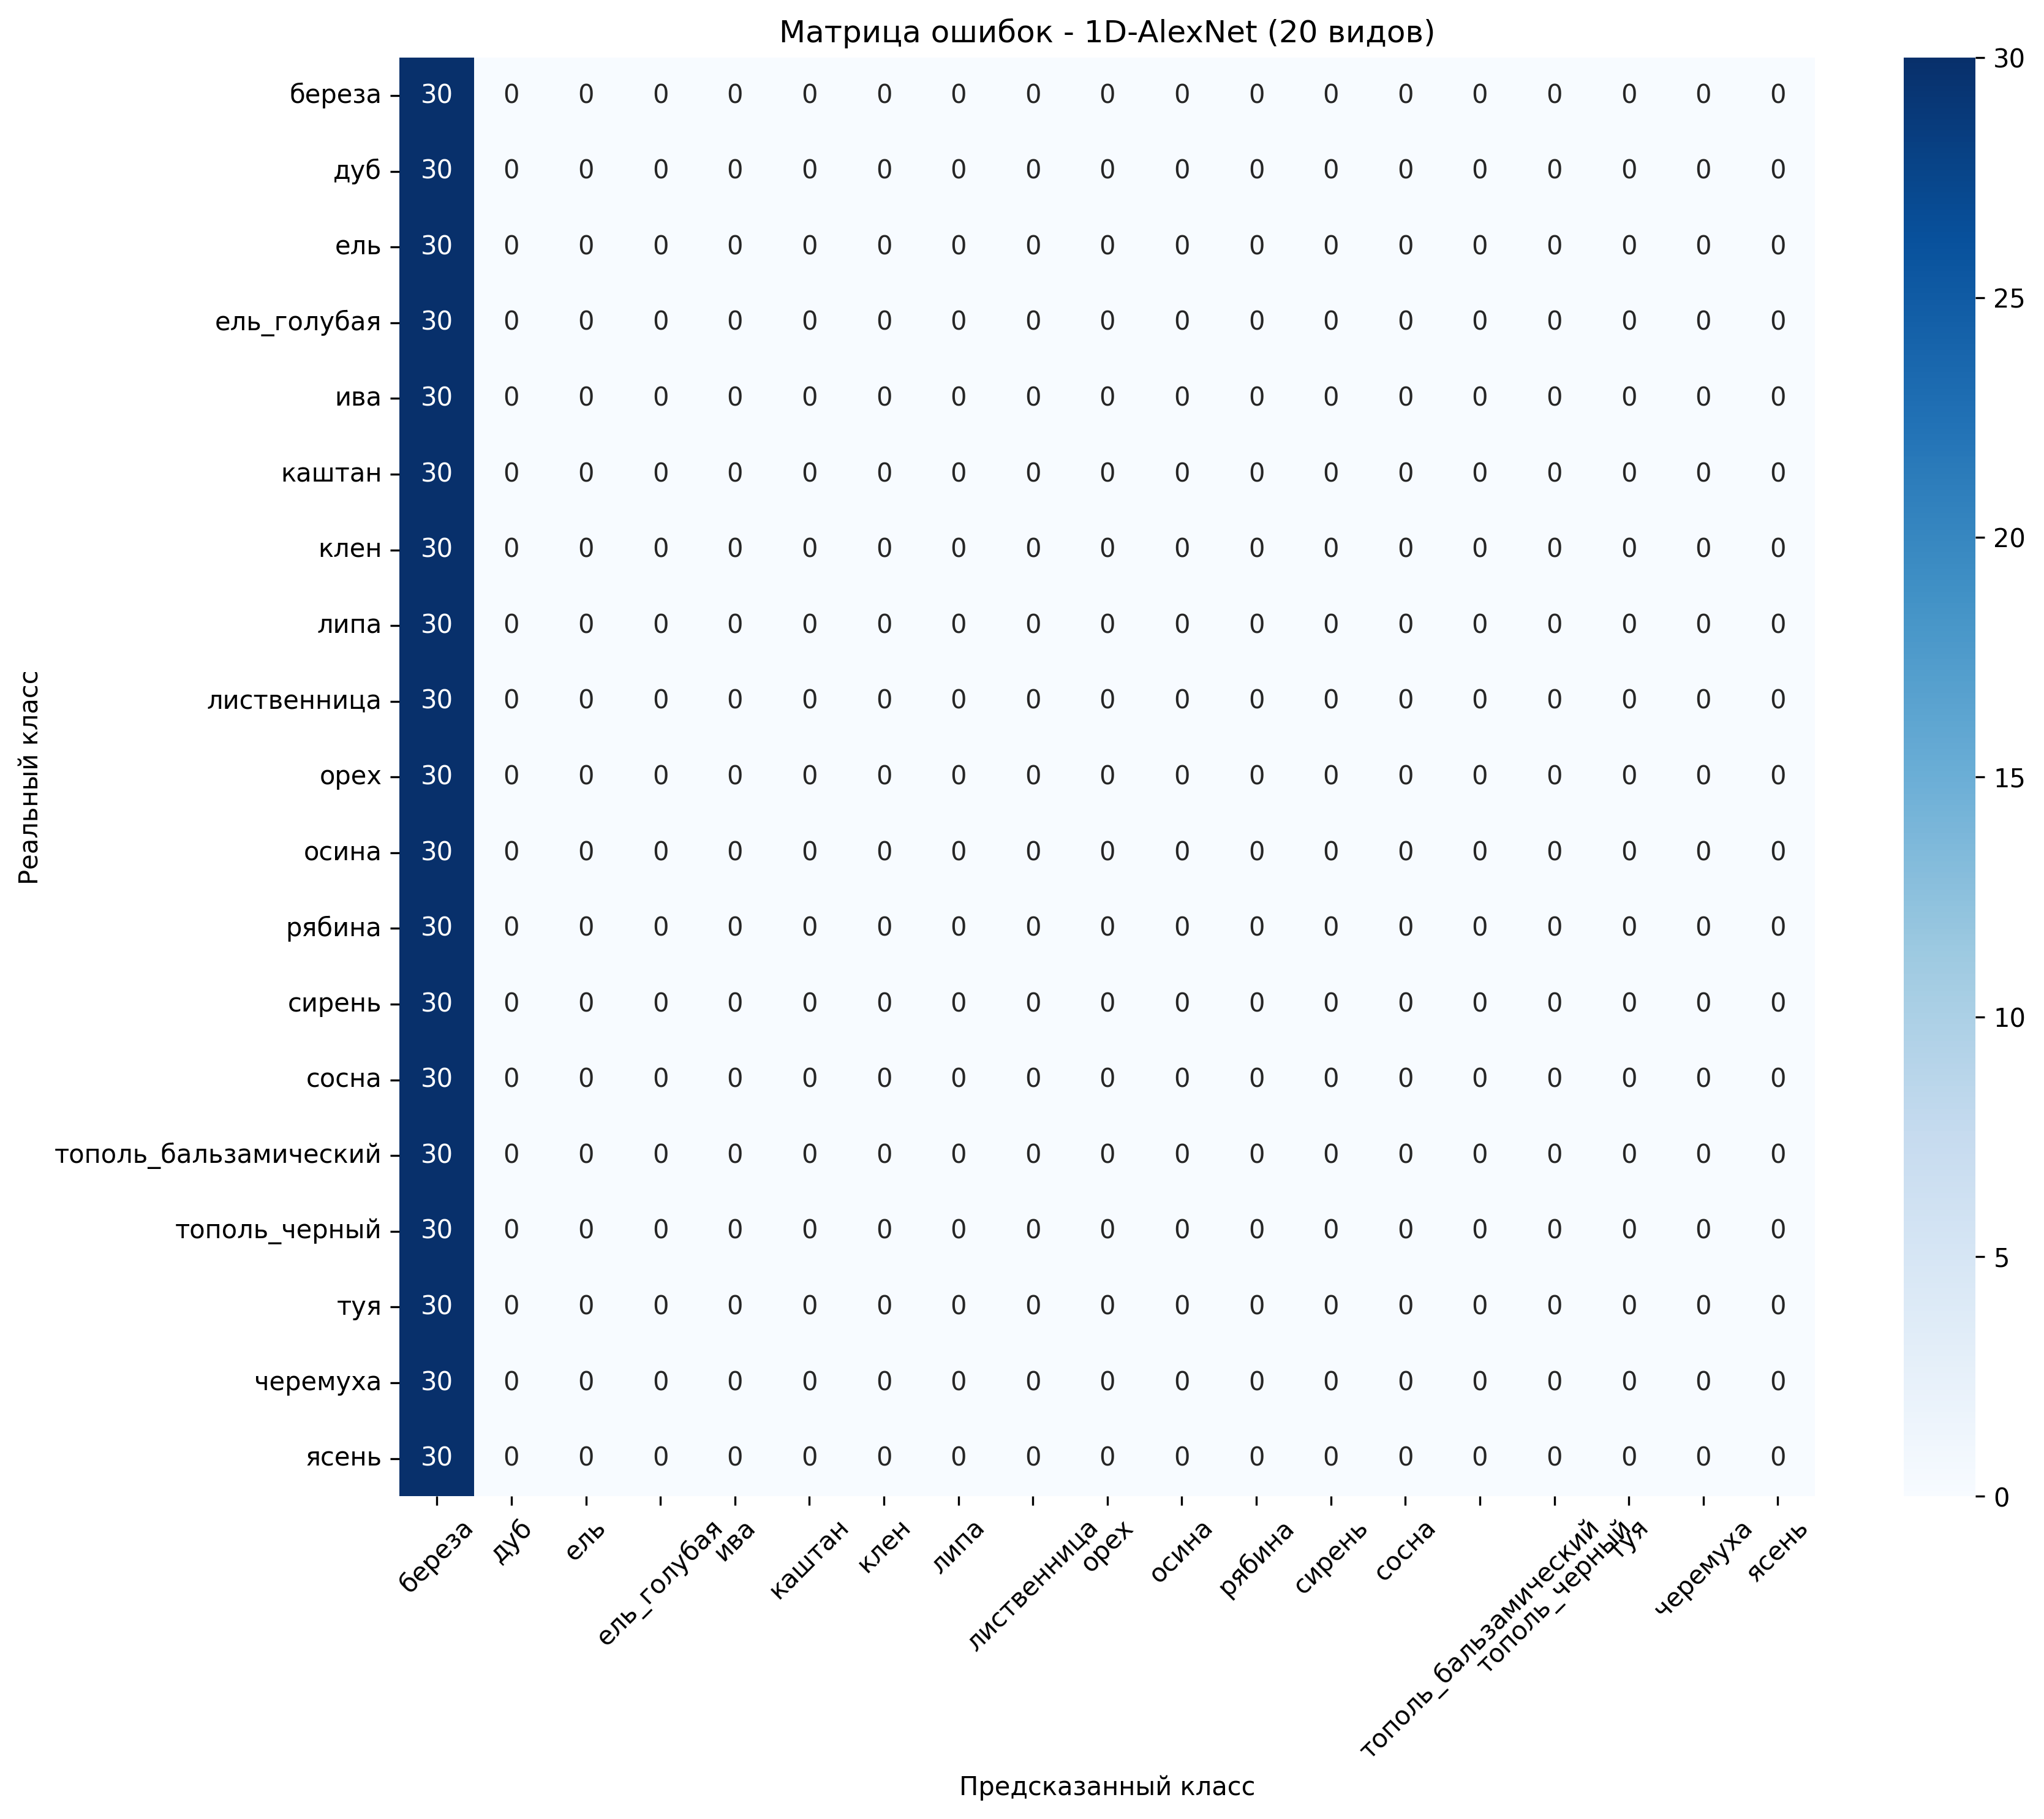 Матрица ошибок - 1D-AlexNet (20 видов)
береза 30 0 0 0 0 0 0 0 0 0 0 0 0 0 0 0 0 0 0
дуб 30 0 0 0 0 0 0 0 0 0 0 0 0 0 0 0 0 0 0
ель 30 0 0 0 0 0 0 0 0 0 0 0 0 0 0 0 0 0 0
ель_голубая 30 0 0 0 0 0 0 0 0 0 0 0 0 0 0 0 0 0 0
ива 30 0 0 0 0 0 0 0 0 0 0 0 0 0 0 0 0 0 0
каштан 30 0 0 0 0 0 0 0 0 0 0 0 0 0 0 0 0 0 0
клен 30 0 0 0 0 0 0 0 0 0 0 0 0 0 0 0 0 0 0
липа 30 0 0 0 0 0 0 0 0 0 0 0 0 0 0 0 0 0 0
лиственница 30 0 0 0 0 0 0 0 0 0 0 0 0 0 0 0 0 0 0
орех 30 0 0 0 0 0 0 0 0 0 0 0 0 0 0 0 0 0 0
осина 30 0 0 0 0 0 0 0 0 0 0 0 0 0 0 0 0 0 0
рябина 30 0 0 0 0 0 0 0 0 0 0 0 0 0 0 0 0 0 0
сирень 30 0 0 0 0 0 0 0 0 0 0 0 0 0 0 0 0 0 0
сосна 30 0 0 0 0 0 0 0 0 0 0 0 0 0 0 0 0 0 0
тополь_бальзамический 30 0 0 0 0 0 0 0 0 0 0 0 0 0 0 0 0 0 0
тополь_черный 30 0 0 0 0 0 0 0 0 0 0 0 0 0 0 0 0 0 0
туя 30 0 0 0 0 0 0 0 0 0 0 0 0 0 0 0 0 0 0
черемуха 30 0 0 0 0 0 0 0 0 0 0 0 0 0 0 0 0 0 0
ясень 30 0 0 0 0 0 0 0 0 0 0 0 0 0 0 0 0 0 0
Реальный класс
береза
дуб
ель
ель_голубая
ива
каштан
клен
липа
лиственница
орех
осина
рябина
сирень
сосна
тополь_бальзамический
тополь_черный
туя
черемуха
ясень
Предсказанный класс
30
25
20
15
10
5
0